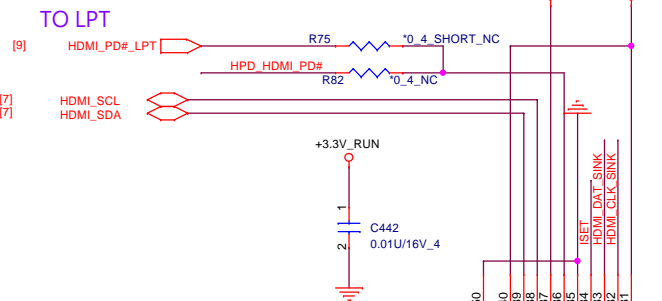 TO LPT
[9] HDMI_PD#_LPT R75 *0_4_SHORT_NC
HPD_HDMI_PD# R82 *0_4_NC
[7] HDMI_SCL
[7] HDMI_SDA
+3.3V_RUN
1
C442
2 0.01U/16V_4
ISET
HDMI_DAT_SINK
HDMI_CLK_SINK